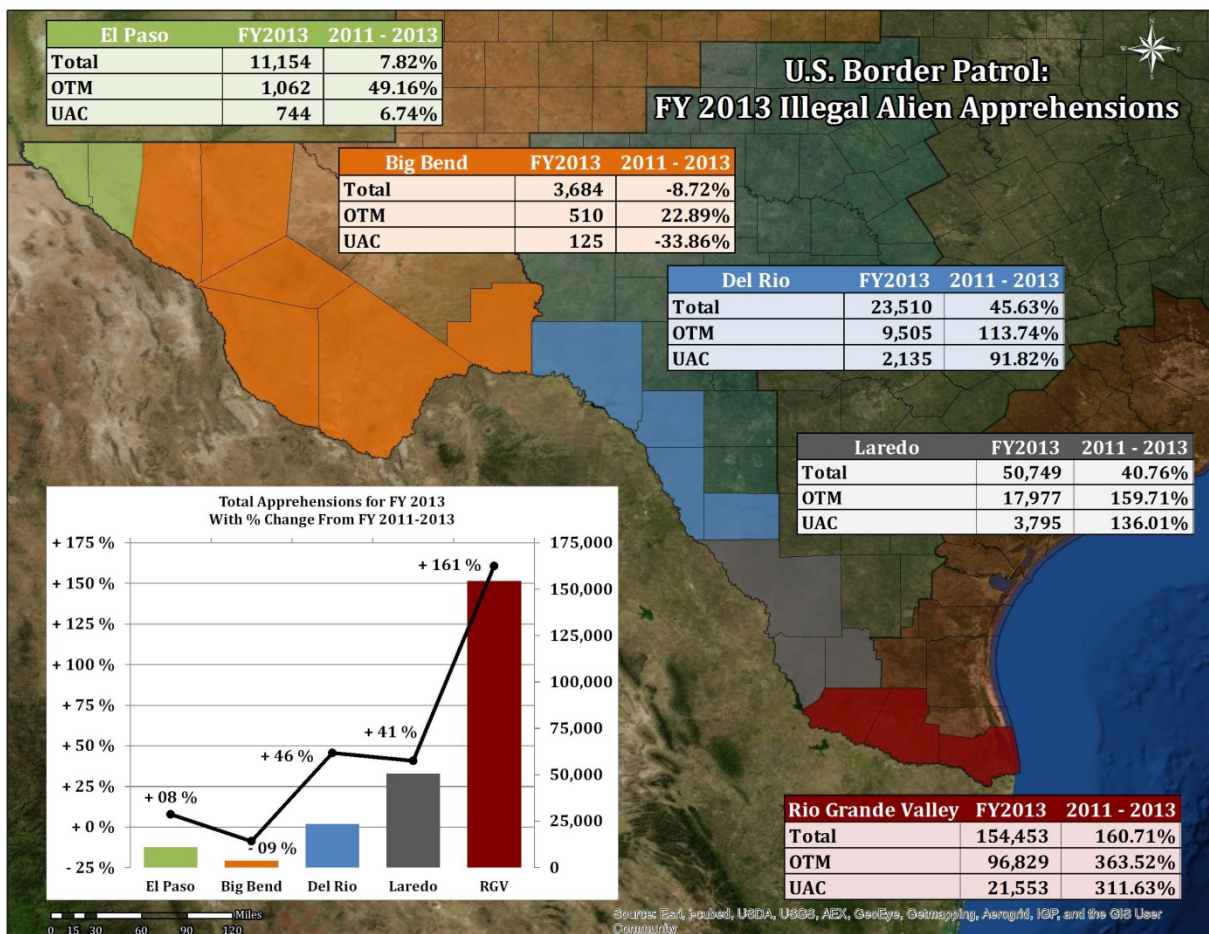 U.S. Border Patrol:
FY 2013 Illegal Alien Apprehensions
N
W E
S
El Paso FY2013 2011 - 2013
Total 11,154 7.82%
OTM 1,062 49.16%
UAC 744 6.74%
Big Bend FY2013 2011 - 2013
Total 3,684 -8.72%
OTM 510 22.89%
UAC 125 -33.86%
Del Rio FY2013 2011 - 2013
Total 23,510 45.63%
OTM 9,505 113.74%
UAC 2,135 91.82%
Laredo FY2013 2011 - 2013
Total 50,749 40.76%
OTM 17,977 159.71%
UAC 3,795 136.01%
Total Apprehensions for FY 2013
With % Change From FY 2011-2013
+ 175 % 175,000
+ 161 %
+ 150 % 150,000
+ 125 % 125,000
+ 100 % 100,000
+ 75 % 75,000
+ 41 %
+ 46 %
+ 50 % 50,000
+ 25 % 25,000
+ 08 %
+ 0 %
- 09 %
- 25 % 0
El Paso Big Bend Del Rio Laredo RGV
Rio Grande Valley FY2013 2011 - 2013
Total 154,453 160.71%
OTM 96,829 363.52%
UAC 21,553 311.63%
Miles
0 15 30 60 90 120
Source: Esri, i-cubed, USDA, USGS, AEX, GeoEye, Getmapping, Aerogrid, IGP, and the GIS User
Community